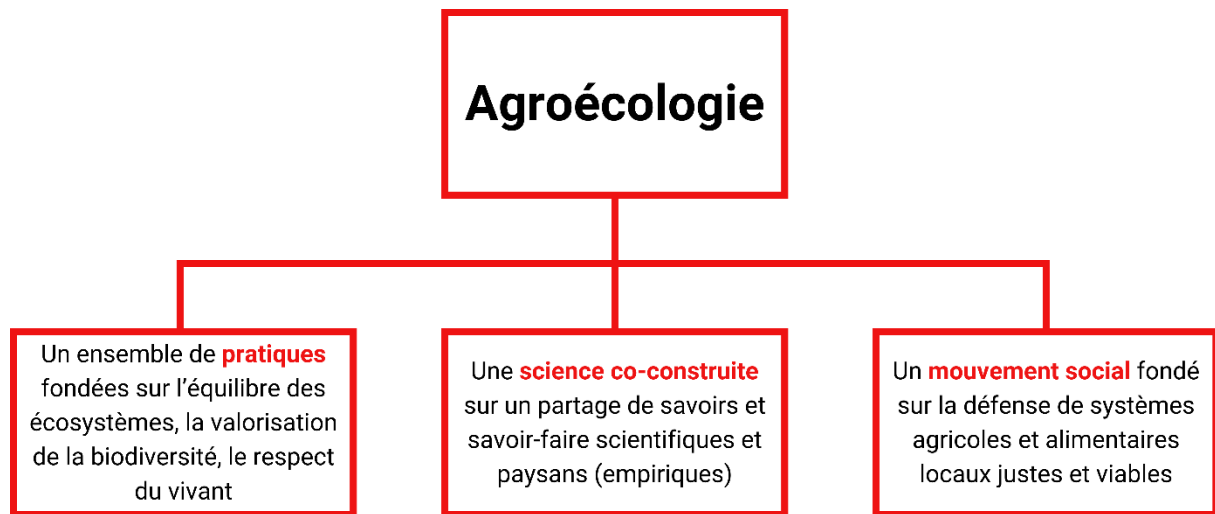 Agroécologie
Un ensemble de pratiques
fondées sur l’équilibre des
écosystèmes, la valorisation
de la biodiversité, le respect
du vivant
Une science co-construite
sur un partage de savoirs et
savoir-faire scientifiques et
paysans (empiriques)
Un mouvement social fondé
sur la défense de systèmes
agricoles et alimentaires
locaux justes et viables